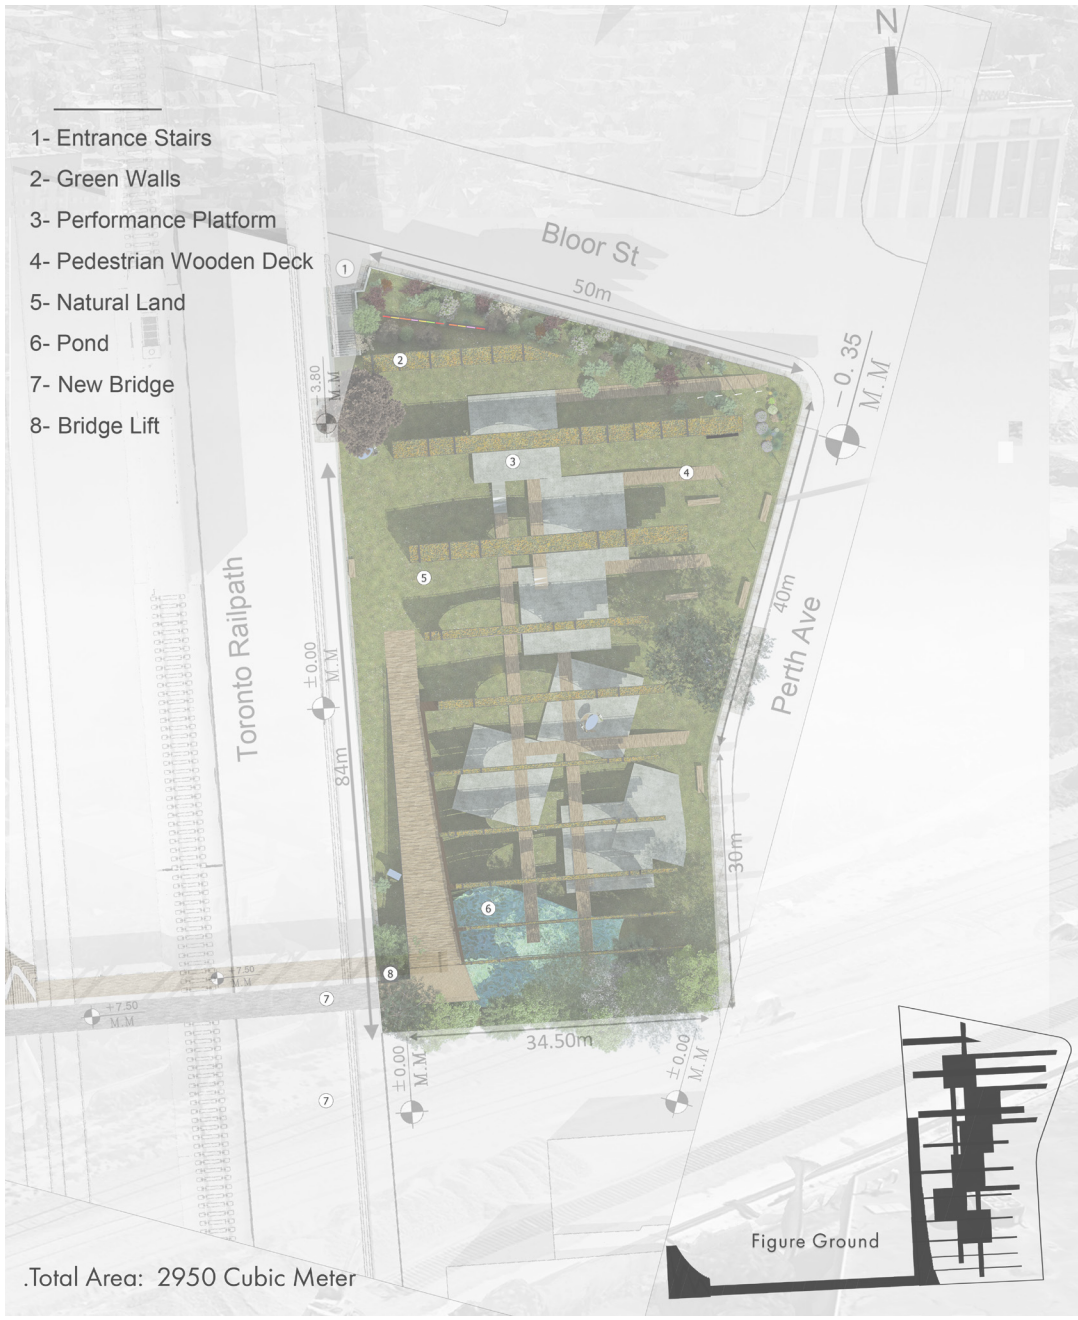 N
1- Entrance Stairs
2- Green Walls
3- Performance Platform
4- Pedestrian Wooden Deck
5- Natural Land
6- Pond
7- New Bridge
8- Bridge Lift
Bloor St
50m
1
2
3
4
5
6
7
7
8
-3.80
M.M
-0.35
M.M
Toronto Railpath
±0.00
M.M
84m
40m
Perth Ave
30m
+7.50
M.M
+7.50
M.M
34.50m
±0.00
M.M
±0.00
M.M
Figure Ground
.Total Area: 2950 Cubic Meter